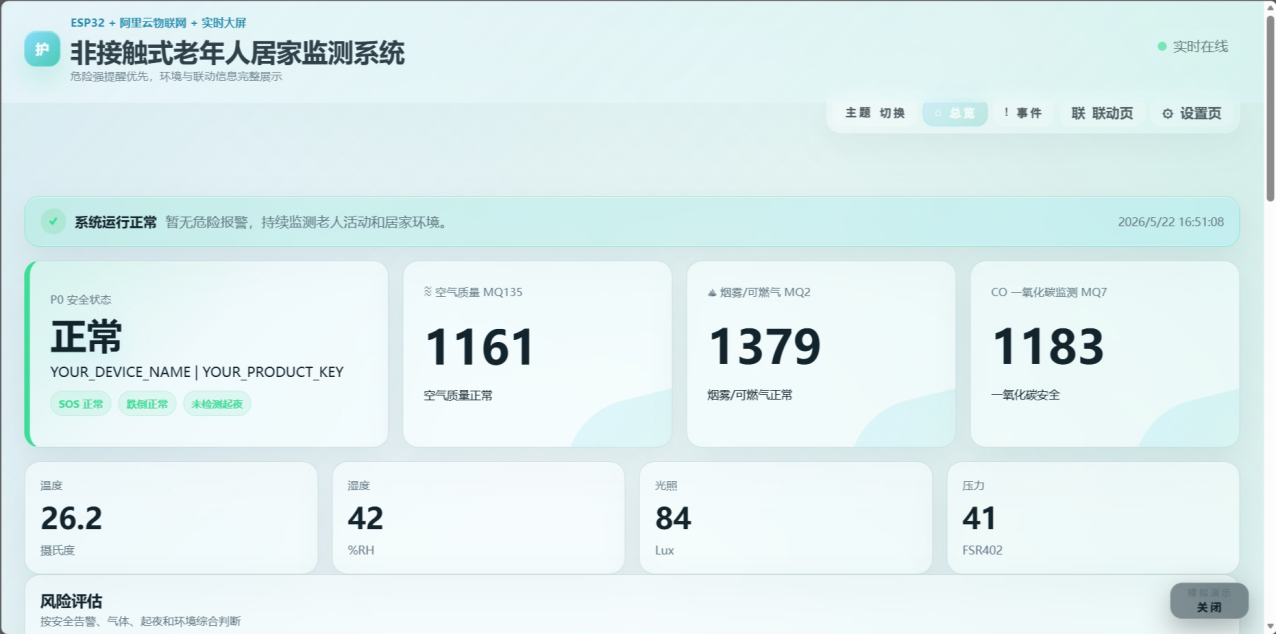 ESP32 + 阿里云物联网 + 实时大屏
护
非接触式老年人居家监测系统
危险强提醒优先，环境与联动信息完整展示
实时在线
主题 切换
总览
! 事件
联 联动页
设置页
系统运行正常 暂无危险报警，持续监测老人活动和居家环境。
2026/5/22 16:51:08
P0 安全状态
正常
YOUR_DEVICE_NAME | YOUR_PRODUCT_KEY
SOS 正常
跌倒正常
未检测起夜
空气质量 MQ135
1161
空气质量正常
烟雾/可燃气 MQ2
1379
烟雾/可燃气正常
CO 一氧化碳监测 MQ7
1183
一氧化碳安全
温度
26.2
摄氏度
湿度
42
%RH
光照
84
Lux
压力
41
FSR402
风险评估
按安全告警、气体、起夜和环境综合判断
模拟演示
关闭